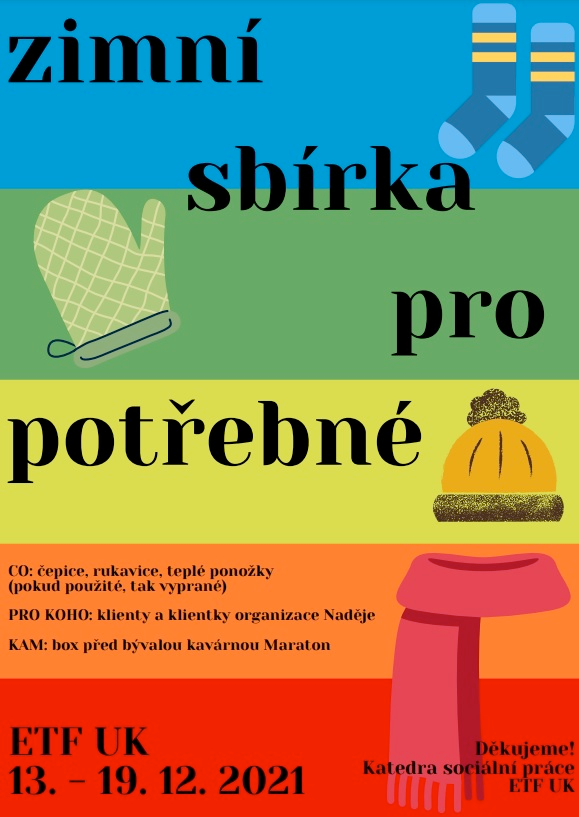 zimní
sbírka
pro
potřebné
CO: čepice, rukavice, teplé ponožky
(pokud použité, tak vyprané)
PRO KOHO: klienty a klientky organizace Naděje
KAM: box před bývalou kavárnou Maraton
ETF UK
13. - 19. 12. 2021
Děkujeme!
Katedra sociální práce
ETF UK